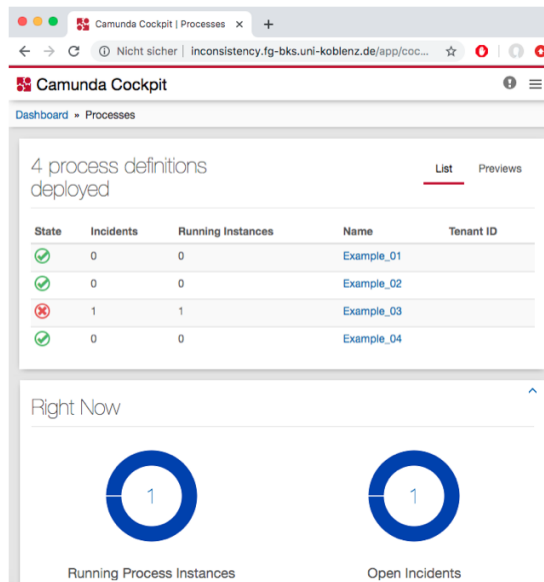 Camunda Cockpit | Processes
Nicht sicher | inconsistency.fg-bks.uni-koblenz.de/app/coc...
Camunda Cockpit
Dashboard » Processes
4 process definitions
deployed
List Previews
State Incidents Running Instances Name Tenant ID
0 0 Example_01
0 0 Example_02
1 1 Example_03
0 0 Example_04
Right Now
1 1
Running Process Instances Open Incidents